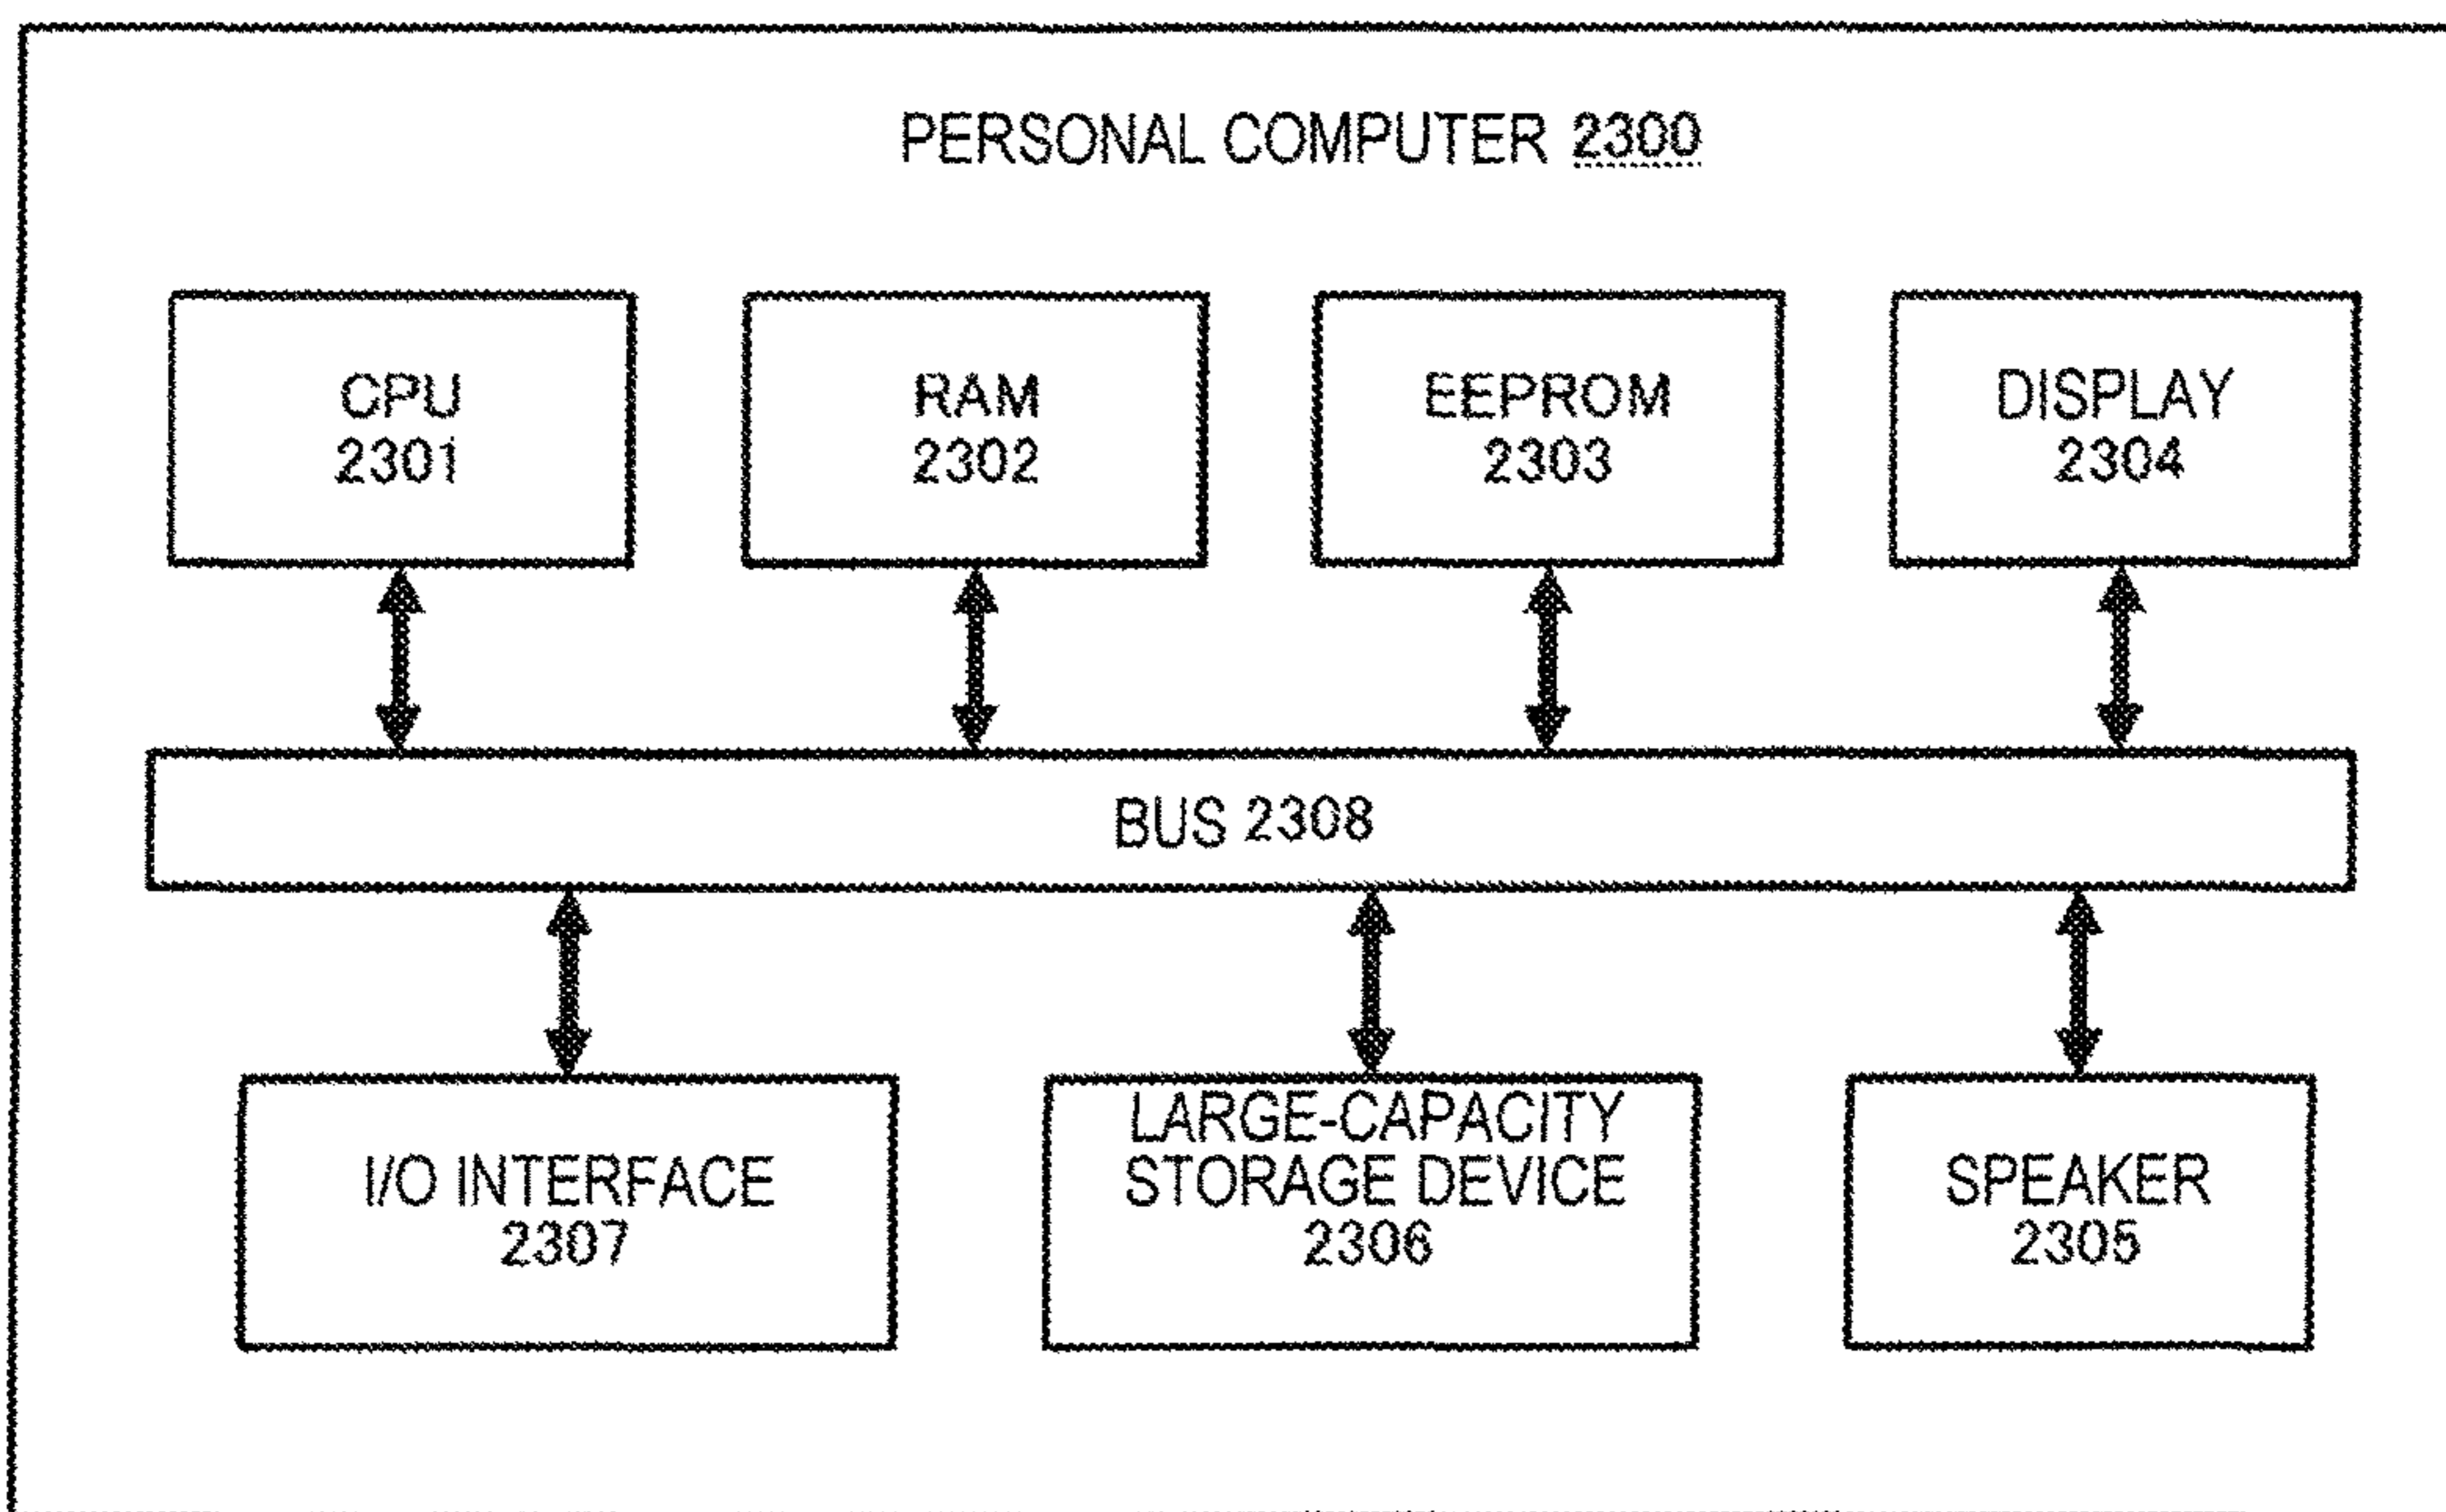 PERSONAL COMPUTER 2300
CPU
2301
RAM
2302
EEPROM
2303
DISPLAY
2304
BUS 2308
I/O INTERFACE
2307
LARGE-CAPACITY
STORAGE DEVICE
2306
SPEAKER
2305